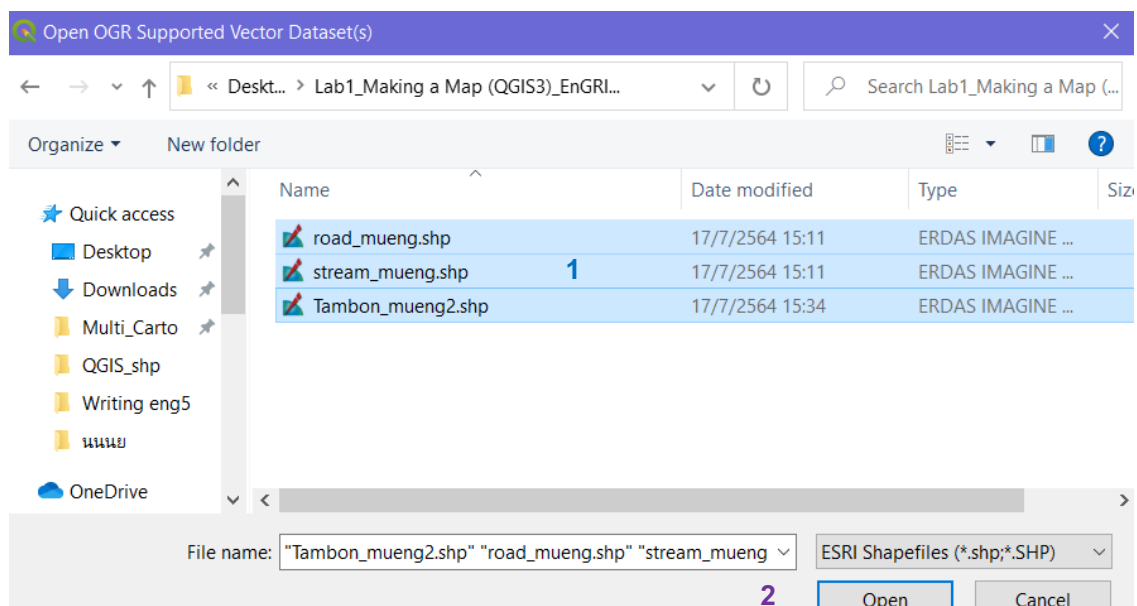 Open OGR Supported Vector Dataset(s)
« Deskt... > Lab1_Making a Map (QGIS3)_EnGRI...
Search Lab1_Making a Map (...
Organize
New folder
Name
Date modified
Type
Siz
Quick access
Desktop
Downloads
Multi_Carto
QGIS_shp
Writing eng5
นนนย
OneDrive
road_mueng.shp 17/7/2564 15:11 ERDAS IMAGINE ...
stream_mueng.shp 1 17/7/2564 15:11 ERDAS IMAGINE ...
Tambon_mueng2.shp 17/7/2564 15:34 ERDAS IMAGINE ...
File name: "Tambon_mueng2.shp" "road_mueng.shp" "stream_mueng ESRI Shapefiles (*.shp;*.SHP)
2 Open Cancel